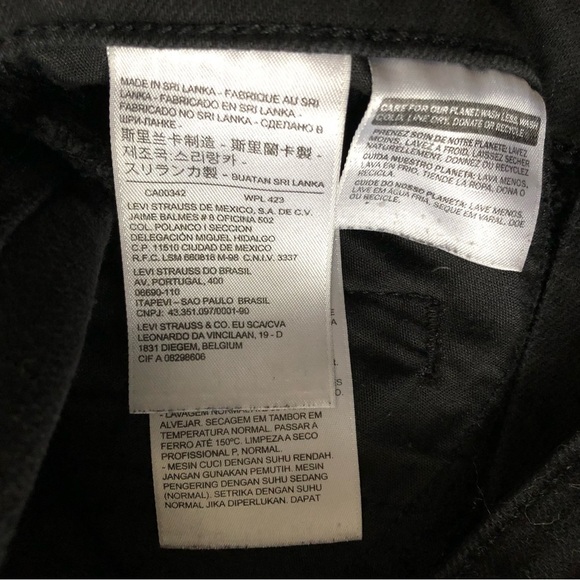 MADE IN SRI LANKA - FABRIQUE AU SRI
LANKA - FABRICADO EN SRI LANKA -
FABRICADO NO SRI LANKA - СДЕЛАНО В
ШРИ-ЛАНКЕ -
斯里兰卡制造 - 斯里蘭卡製造 -
제조국:스리랑카 -
スリランカ製 - BUATAN SRI LANKA
CA00342 WPL 423
LEVI STRAUSS DE MEXICO, S.A. DE C.V.
JAIME BALMES # 8 OFICINA 502
COL. POLANCO I SECCION
DELEGACIÓN MIGUEL HIDALGO
C.P. 11510 CIUDAD DE MEXICO
R.F.C. LSM 660818 M-98 C.N.I.V. 3337
LEVI STRAUSS DO BRASIL
AV. PORTUGAL, 400
06690-110
ITAPEVI – SAO PAULO BRASIL
CNPJ: 43.351.097/0001-90
LEVI STRAUSS & CO. EU SCA/CVA
LEONARDO DA VINCILAAN, 19 - D
1831 DIEGEM, BELGIUM
CIF A 08298606
CARE FOR OUR PLANET: WASH LESS, WASH
COLD, LINE DRY, DONATE OR RECYCLE
PRENEZ SOIN DE NOTRE PLANETE: LAVEZ
MOINS, LAVEZ A FROID, LAISSEZ SECHER
NATURELLEMENT, DONNEZ OU RECYCLEZ
CUIDA NUESTRO PLANETA: LAVA MENOS,
LAVA EN FRIO, TIENDE LA ROPA, DONA O
RECICLA.
CUIDE DO NOSSO PLANETA: LAVE MENOS,
LAVE EM ÁGUA FRIA, SEQUE EM VARAL, DOE
OU RECICLE.
- LAVAGEM NORMAL
ALVEJAR. SECAGEM EM TAMBOR EM
TEMPERATURA NORMAL. PASSAR A
FERRO ATÉ 150ºC. LIMPEZA A SECO
PROFISSIONAL P, NORMAL.
- MESIN CUCI DENGAN SUHU RENDAH.
JANGAN GUNAKAN PEMUTIH. MESIN
PENGERING DENGAN SUHU SEDANG
(NORMAL). SETRIKA DENGAN SUHU
NORMAL JIKA DIPERLUKAN. DAPAT